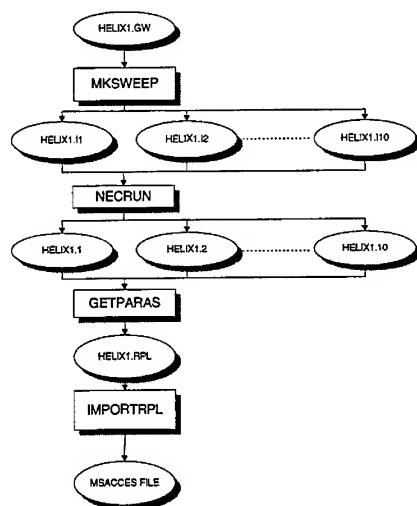 HELIX1.GW
MKSWEEP
HELIX1.I1 HELIX1.I2 HELIX1.I10
NECRUN
HELIX1.1 HELIX1.2 HELIX1.10
GETPARAS
HELIX1.RPL
IMPORTRPL
MSACCES FILE